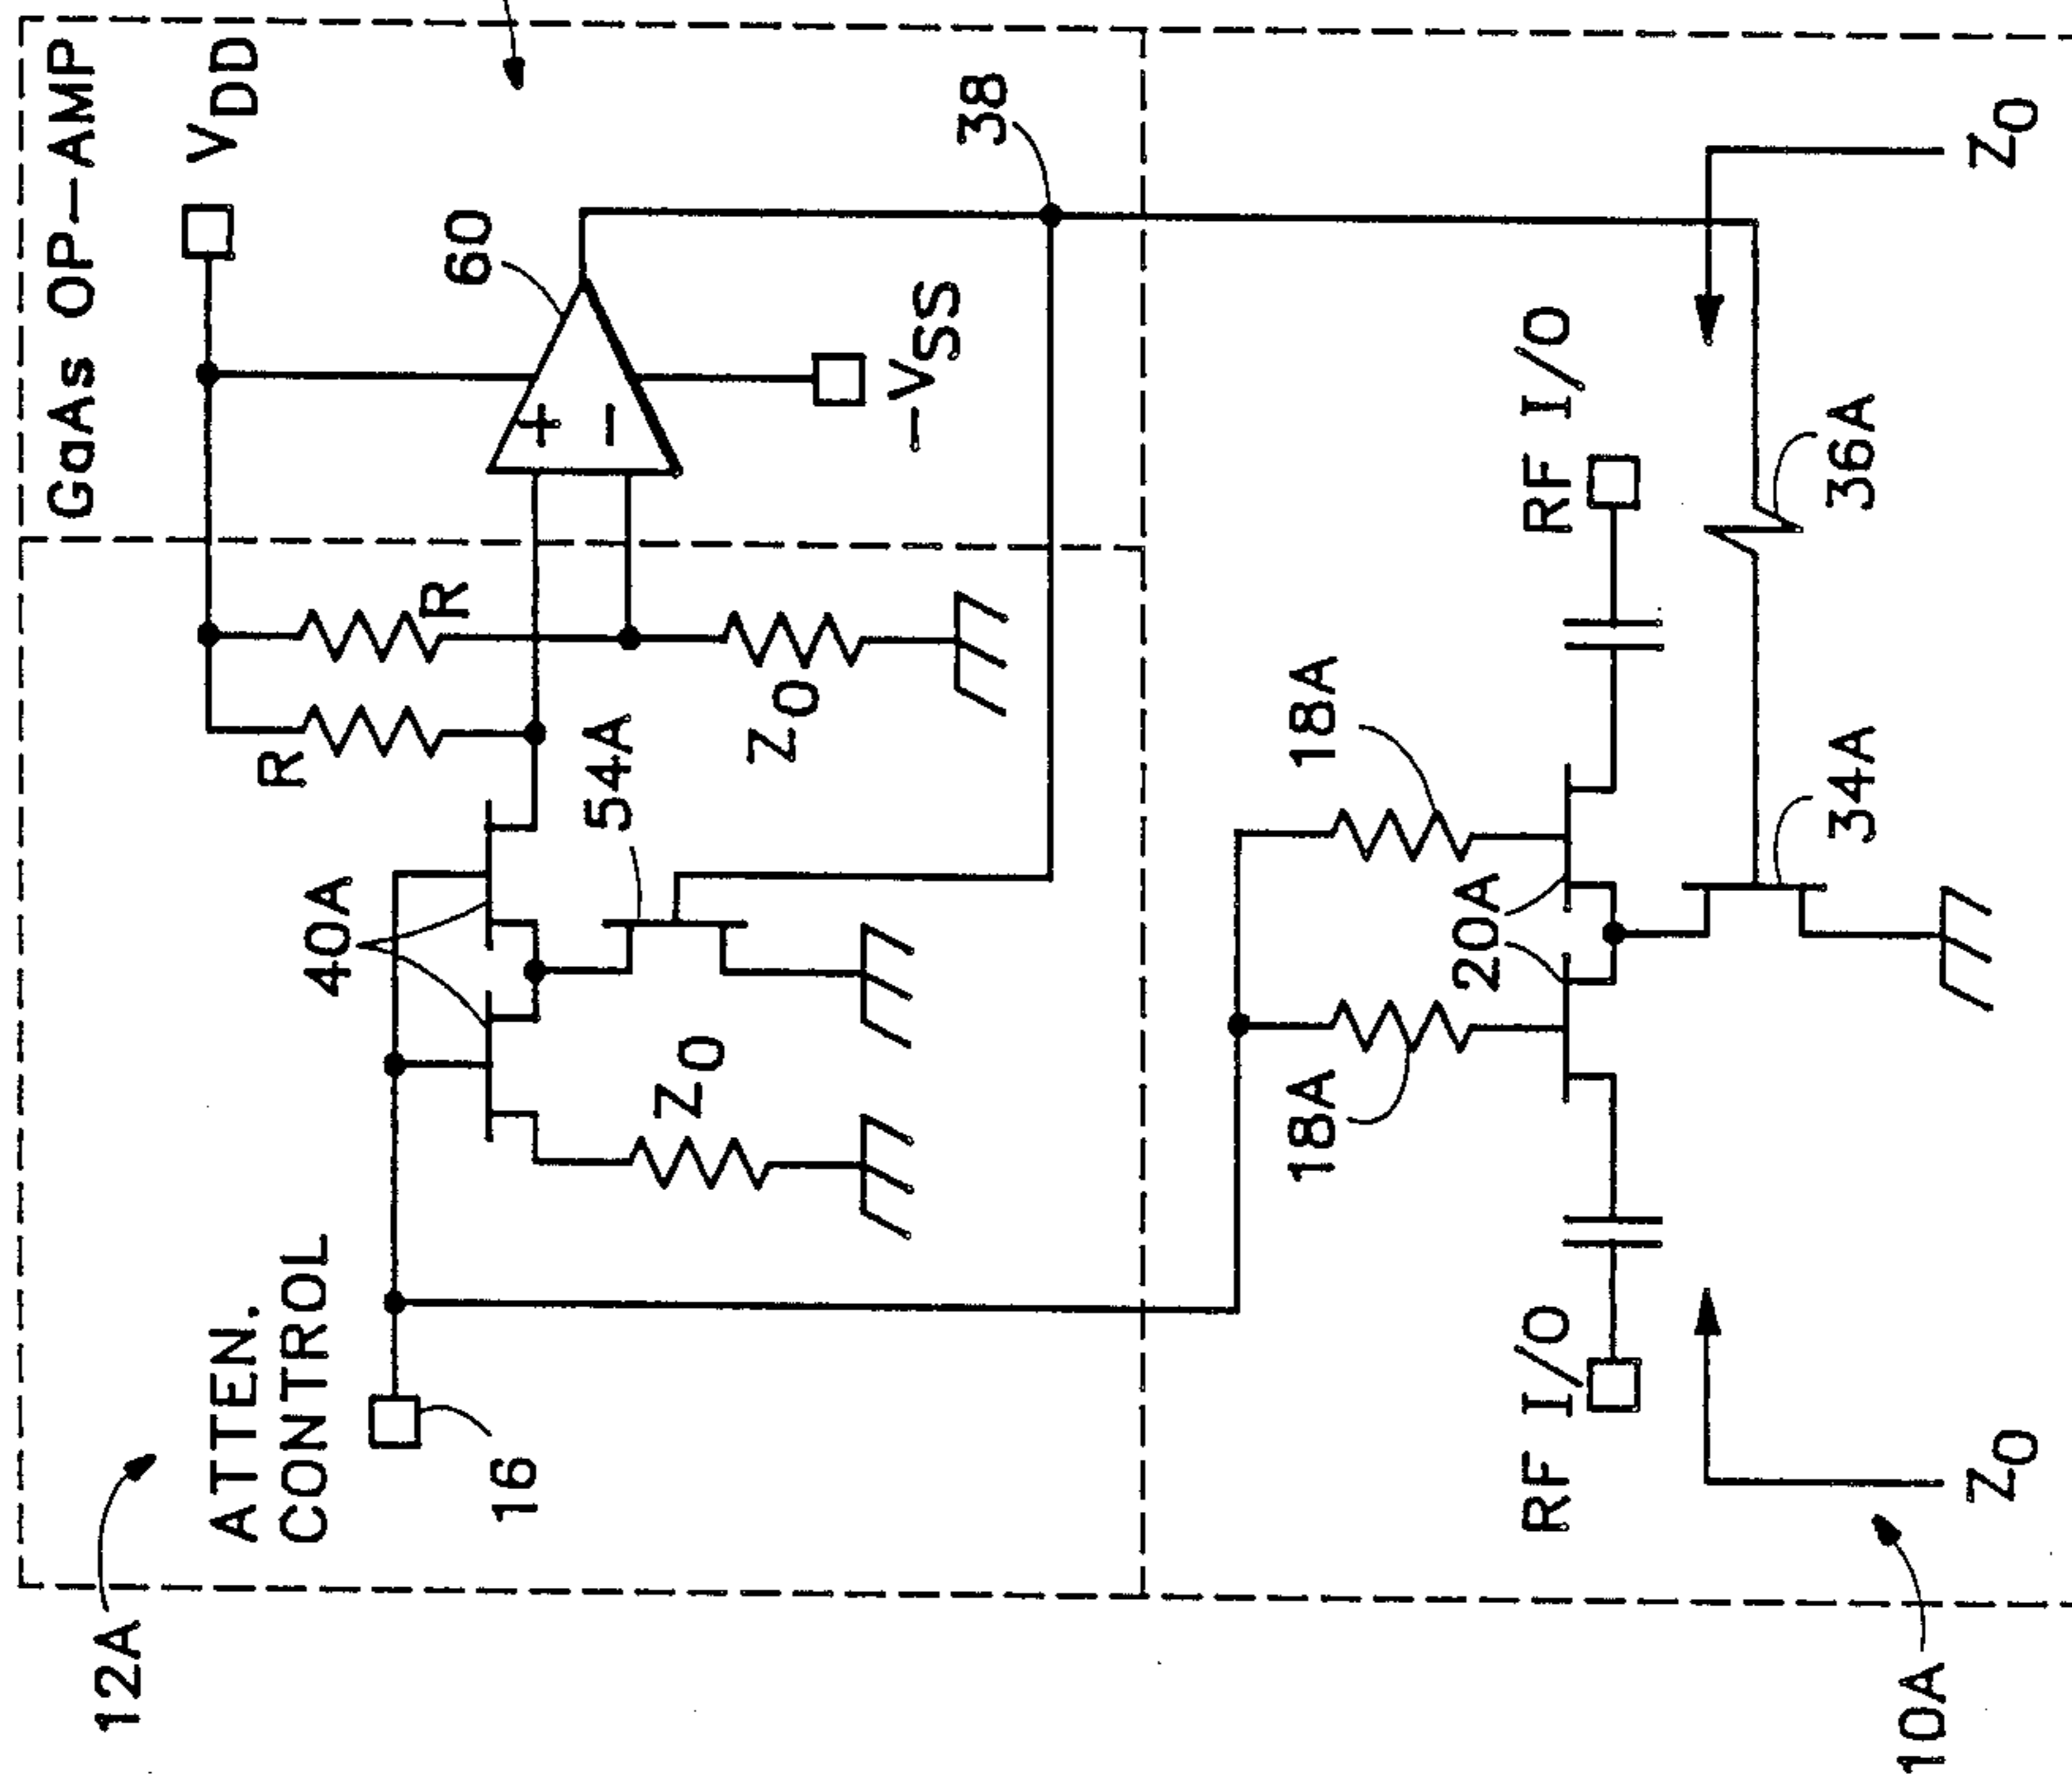 12A
ATTEN.
CONTROL
16
40A
Z0
54A
R
R
Z0
GaAs OP-AMP
VDD
60
+
-
-VSS
38
18A
18A
20A
RF I/O
RF I/O
34A
36A
Z0
Z0
10A